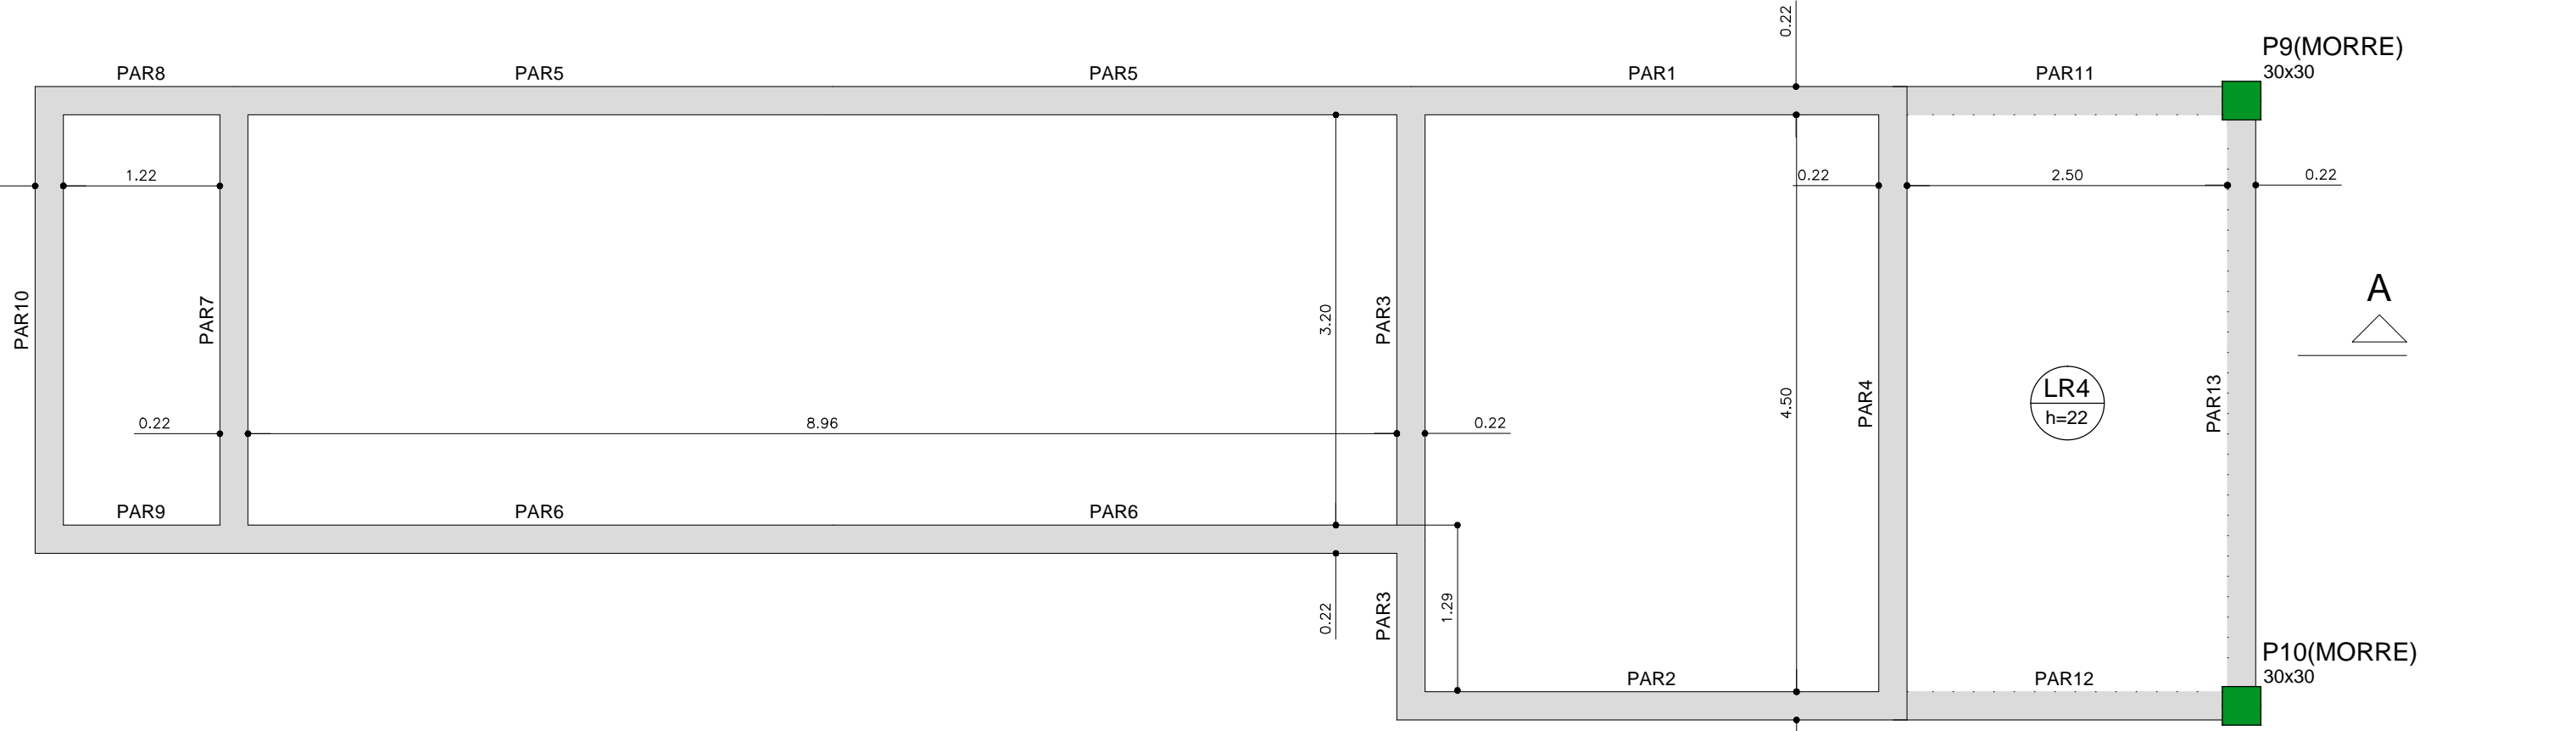 0.22
P9(MORRE)
30x30
PAR8
PAR5
PAR5
PAR1
PAR11
1.22
0.22
2.50
0.22
A
PAR10
PAR7
3.20
PAR3
4.50
PAR4
LR4
h=22
PAR13
0.22
8.96
0.22
PAR9
PAR6
PAR6
0.22
PAR3
1.29
PAR2
PAR12
P10(MORRE)
30x30